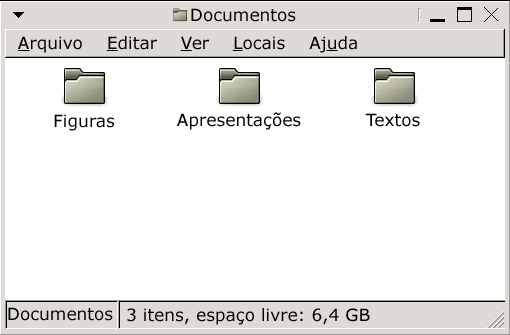 Documentos
Arquivo Editar Ver Locais Ajuda
Figuras Apresentações Textos
Documentos 3 itens, espaço livre: 6,4 GB